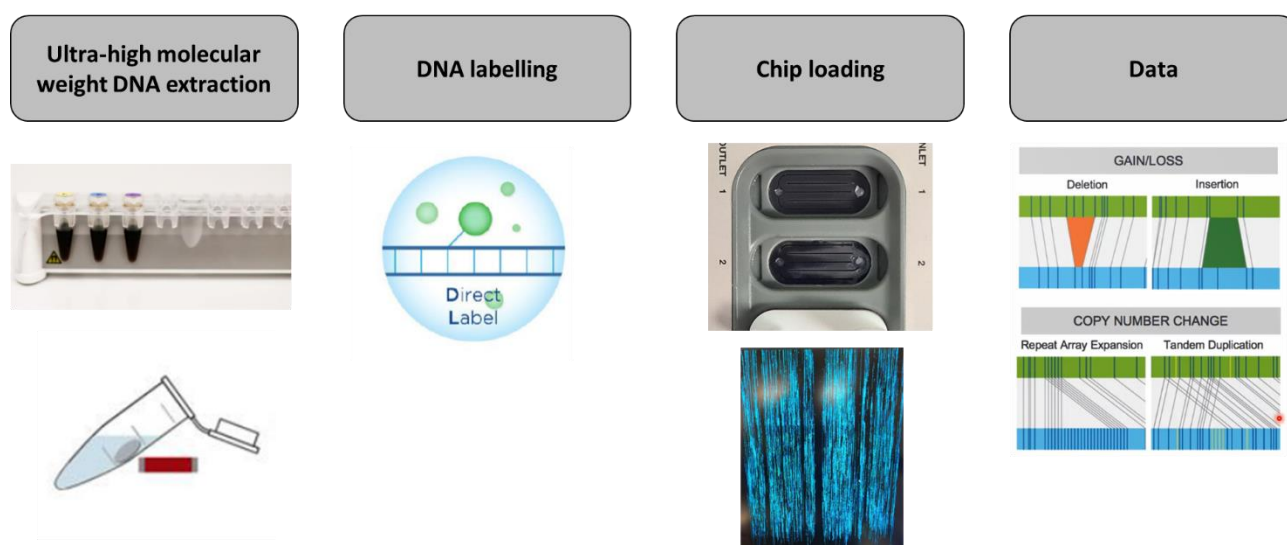 Ultra-high molecular
weight DNA extraction
DNA labelling
Chip loading
Data
Direct
Label
OUTLET
1
2
NLET
1
2
GAIN/LOSS
Deletion
Insertion
COPY NUMBER CHANGE
Repeat Array Expansion
Tandem Duplication